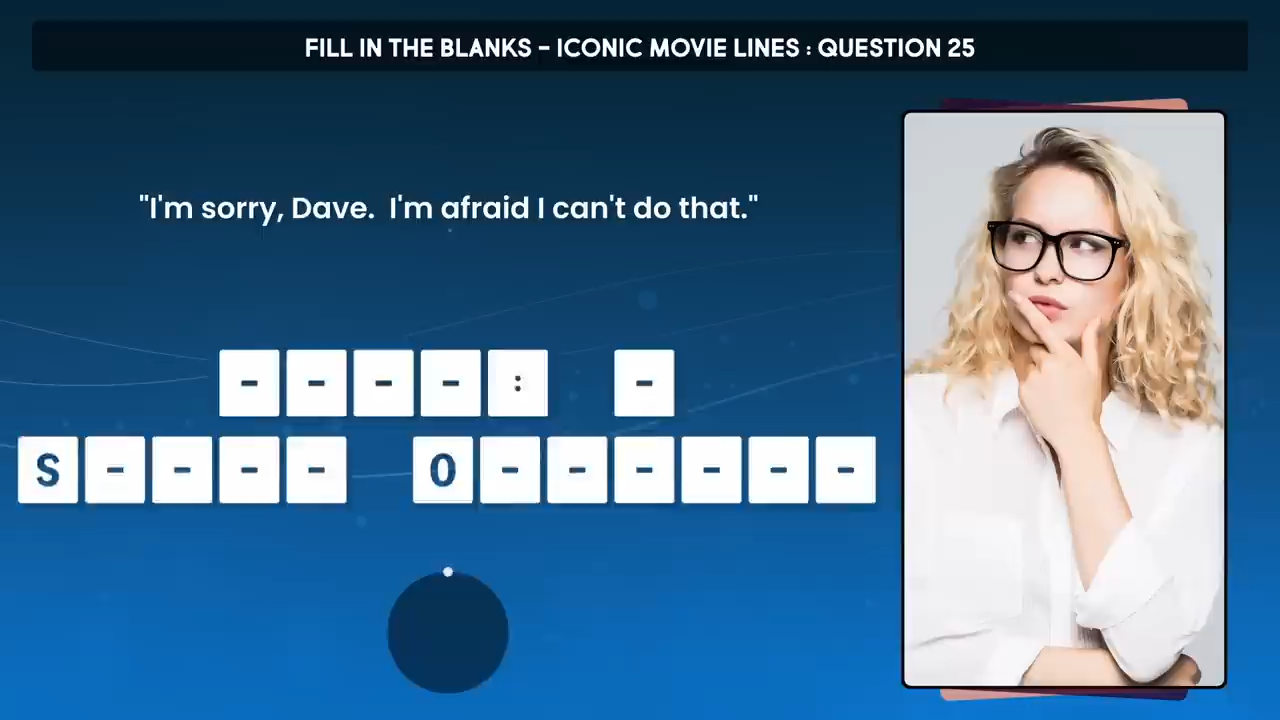 FILL IN THE BLANKS - ICONIC MOVIE LINES : QUESTION 25
"I'm sorry, Dave. I'm afraid I can't do that."
- - - - : -
S - - - - O - - - - - -